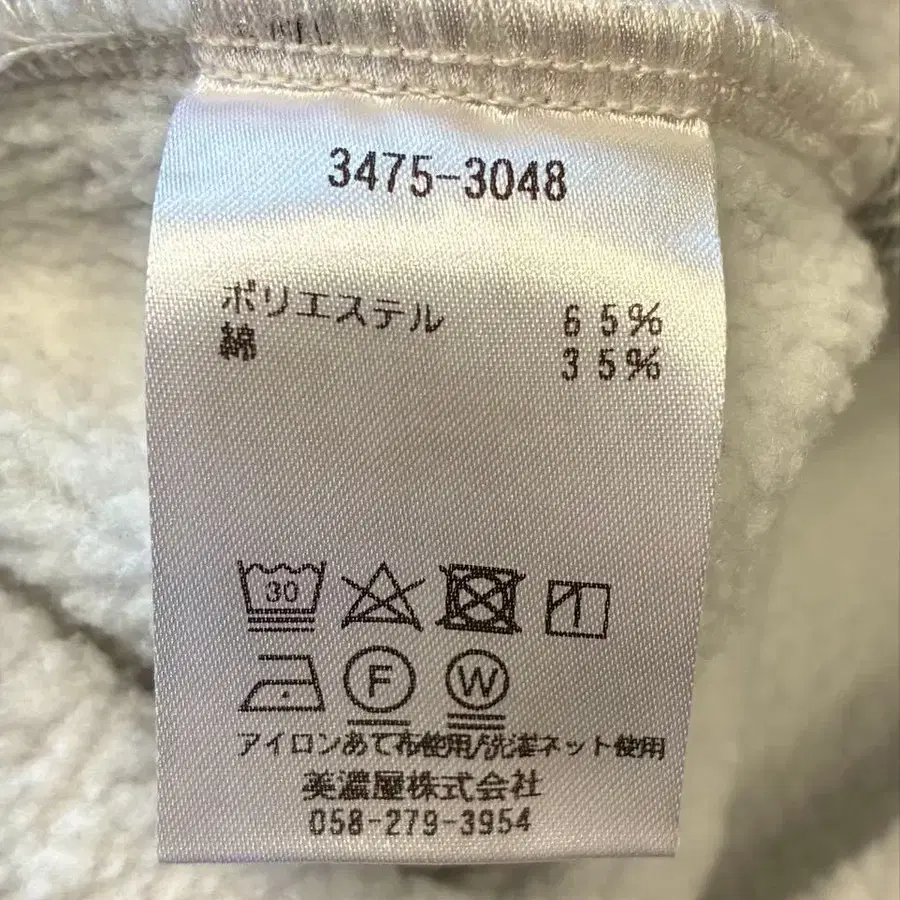 3475-3048
ポリエステル 65%
綿 35%
30
F W
アイロンあて布使用/洗濯ネット使用
美濃屋株式会社
058-279-3954